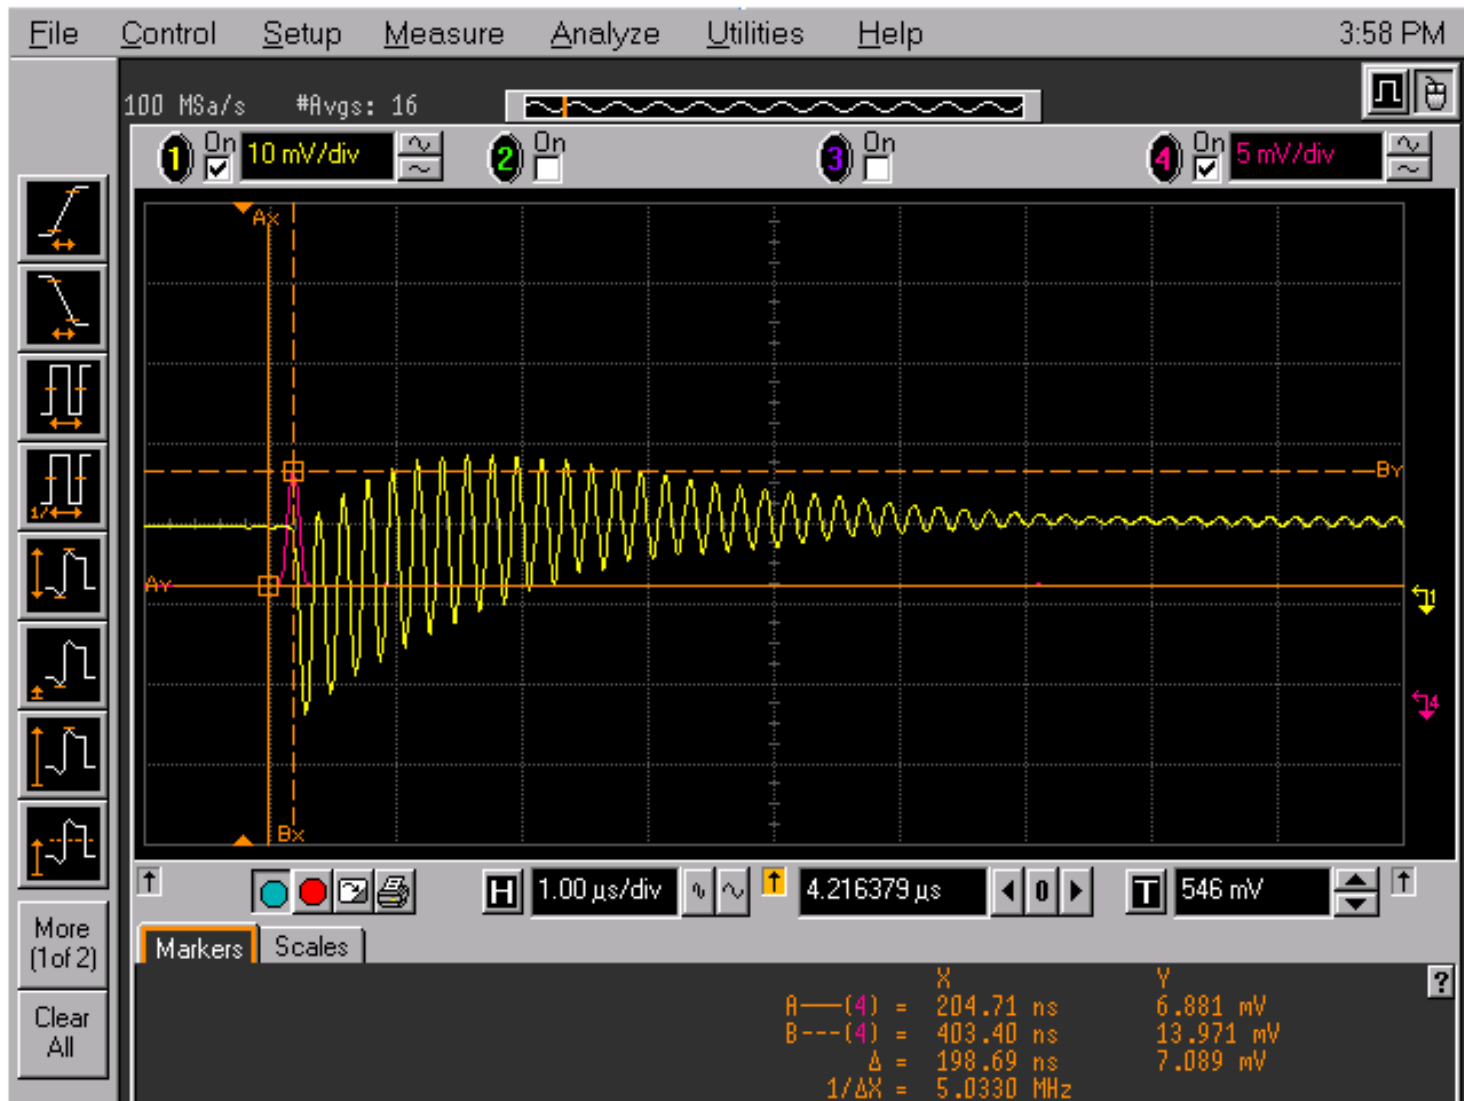 File Control Setup Measure Analyze Utilities Help 3:58 PM
100 MSa/s #Avgs: 16
1 On 10 mV/div 2 On 3 On 4 On 5 mV/div
Ax
By
Ay
1
4
Bx
1/
H 1.00 µs/div 4.216379 µs 0 T 546 mV
More
(1of 2)
Clear
All
Markers Scales
X Y ?
A—(4) = 204.71 ns 6.881 mV
B---(4) = 403.40 ns 13.971 mV
Δ = 198.69 ns 7.089 mV
1/ΔX = 5.0330 MHz